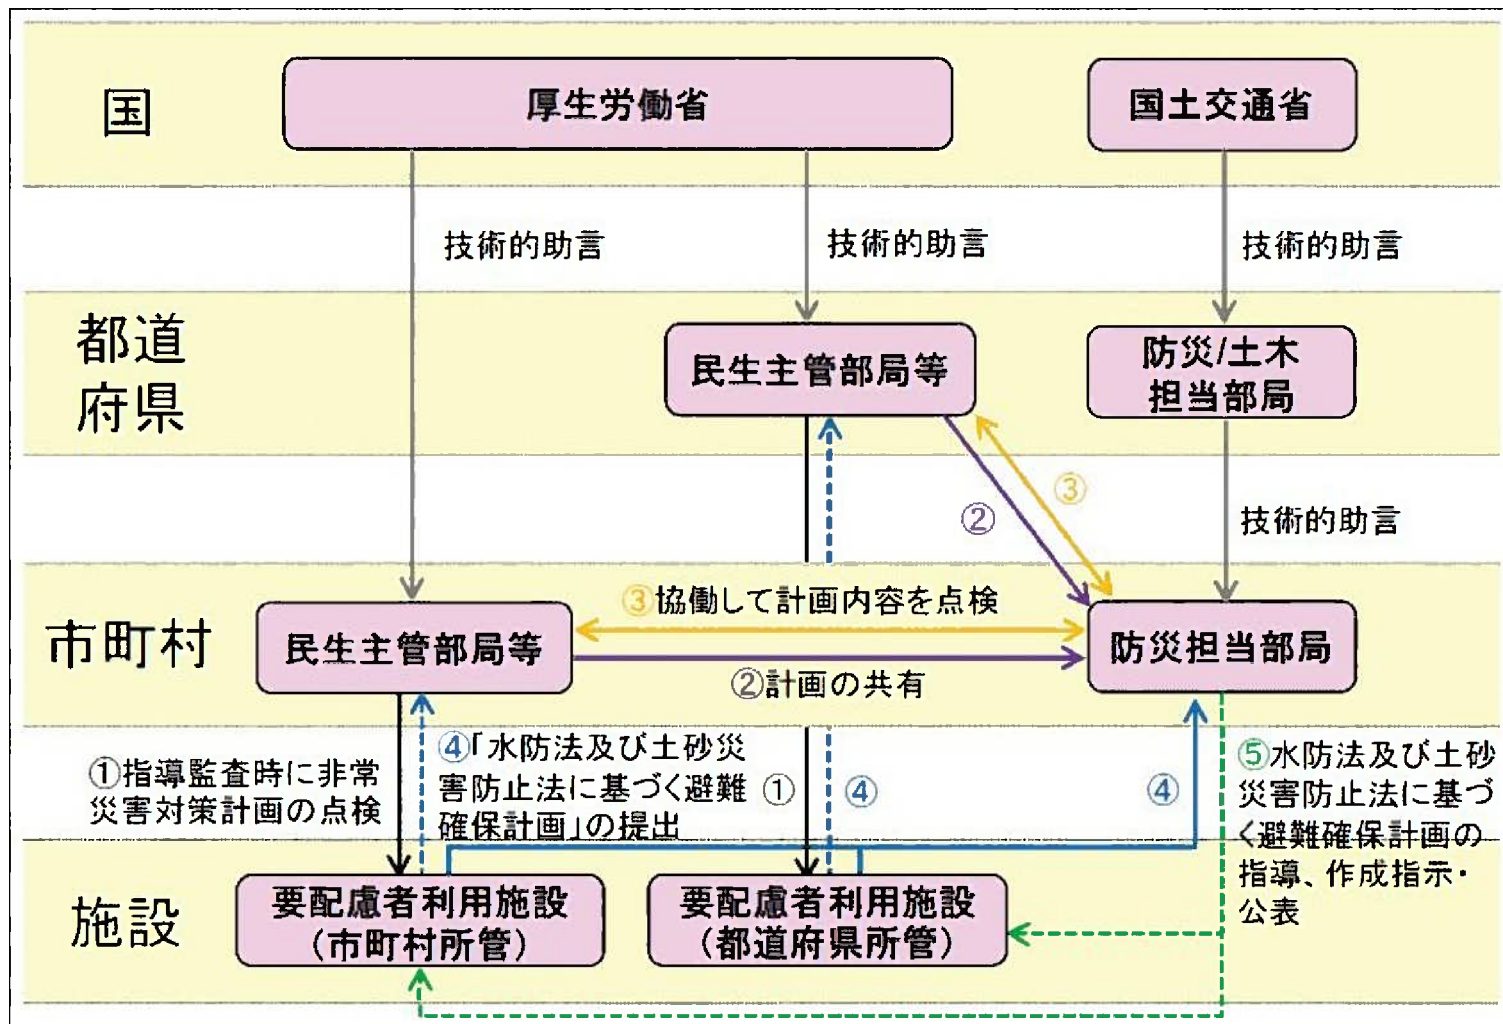 国
厚生労働省
国土交通省
技術的助言
技術的助言
技術的助言
都道
府県
民生主管部局等
防災/土木
担当部局
②
③
技術的助言
市町村
民生主管部局等
③協働して計画内容を点検
②計画の共有
防災担当部局
①指導監査時に非常
災害対策計画の点検
④「水防法及び土砂災
害防止法に基づく避難
確保計画」の提出
①
④
④
⑤水防法及び土砂
災害防止法に基づ
く避難確保計画の
指導、作成指示・
公表
施設
要配慮者利用施設
(市町村所管)
要配慮者利用施設
(都道府県所管)